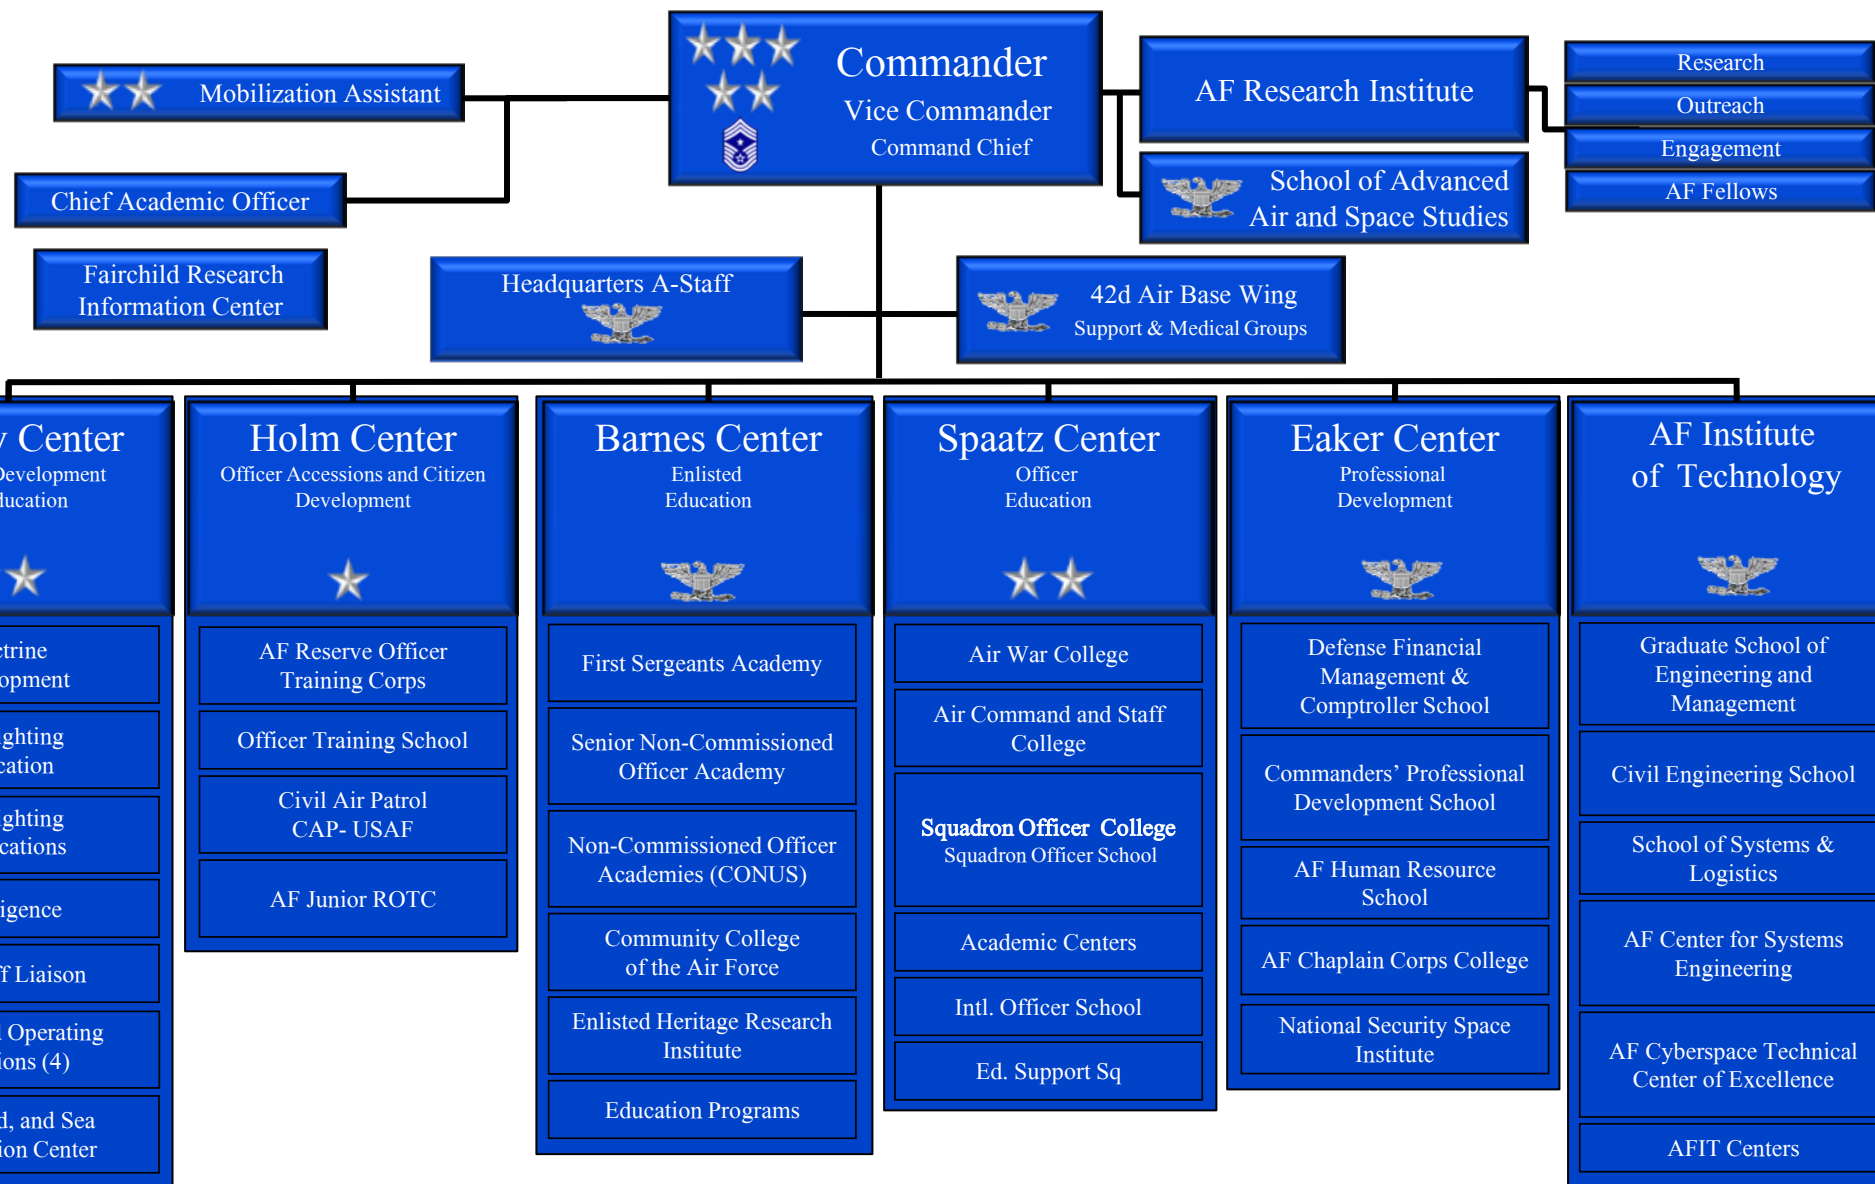 Commander
Vice Commander
Command Chief
Mobilization Assistant
Chief Academic Officer
Fairchild Research
Information Center
AF Research Institute
School of Advanced
Air and Space Studies
Research
Outreach
Engagement
AF Fellows
Headquarters A-Staff
42d Air Base Wing
Support & Medical Groups
Center
Liaison
Operating
(4)
and Sea
Center
Holm Center
Officer Accessions and Citizen
Development
AF Reserve Officer
Training Corps
Officer Training School
Civil Air Patrol
CAP- USAF
AF Junior ROTC
Barnes Center
Enlisted
Education
First Sergeants Academy
Senior Non-Commissioned
Officer Academy
Non-Commissioned Officer
Academies (CONUS)
Community College
of the Air Force
Enlisted Heritage Research
Institute
Education Programs
Spaatz Center
Officer
Education
Air War College
Air Command and Staff
College
Squadron Officer College
Squadron Officer School
Academic Centers
Intl. Officer School
Ed. Support Sq
Eaker Center
Professional
Development
Defense Financial
Management &
Comptroller School
Commanders’ Professional
Development School
AF Human Resource
School
AF Chaplain Corps College
National Security Space
Institute
AF Institute
of Technology
Graduate School of
Engineering and
Management
Civil Engineering School
School of Systems &
Logistics
AF Center for Systems
Engineering
AF Cyberspace Technical
Center of Excellence
AFIT Centers